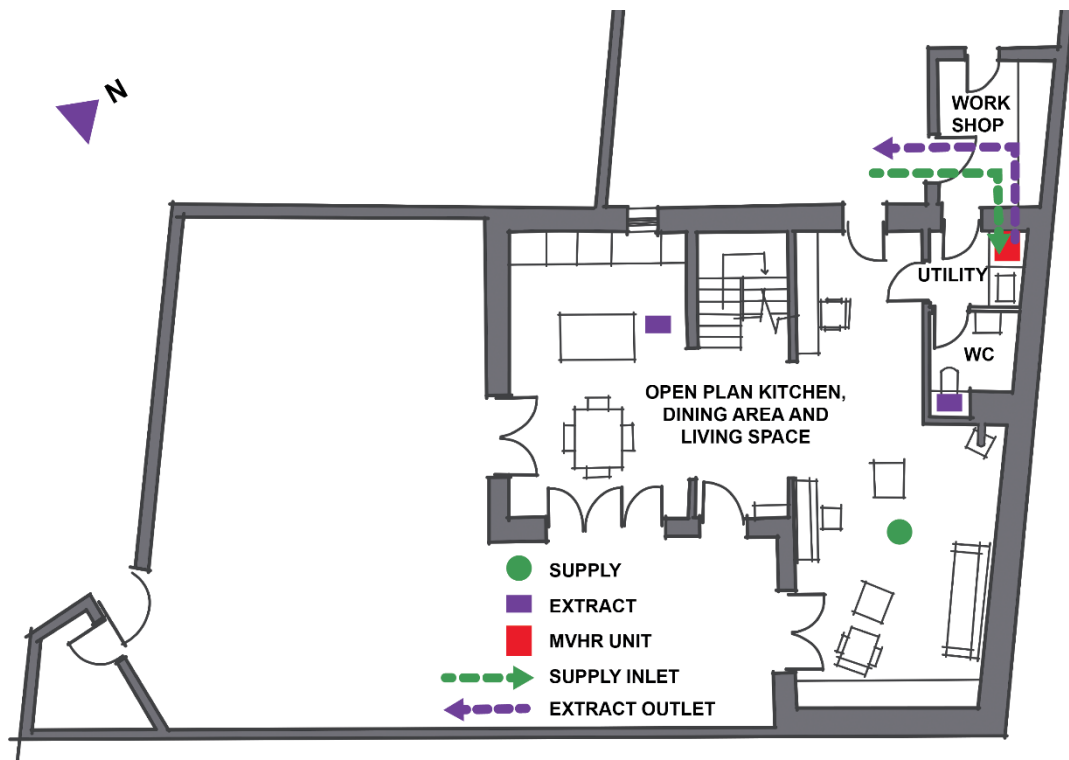 N
WORK
SHOP
UTILITY
WC
OPEN PLAN KITCHEN,
DINING AREA AND
LIVING SPACE
SUPPLY
EXTRACT
MVHR UNIT
SUPPLY INLET
EXTRACT OUTLET